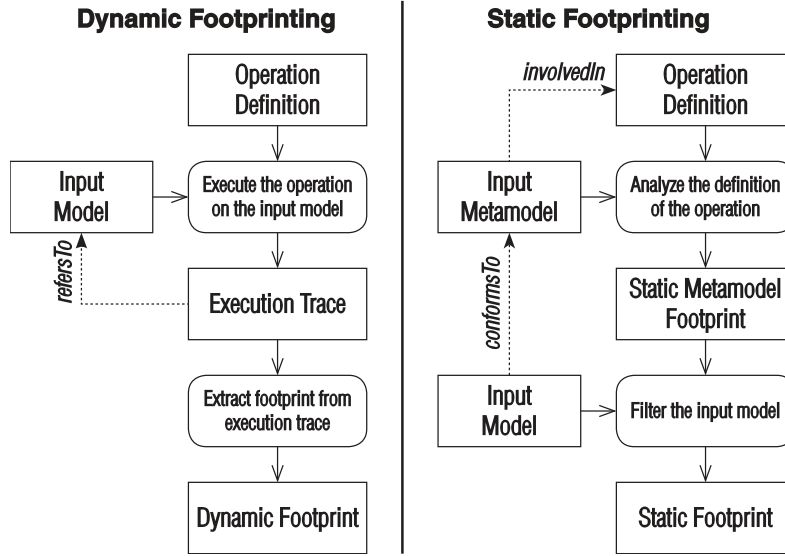 Dynamic Footprinting
Operation
Definition
Input
Model
Execute the operation
on the input model
refersTo
Execution Trace
Extract footprint from
execution trace
Dynamic Footprint
Static Footprinting
involvedIn
Operation
Definition
Input
Metamodel
Analyze the definition
of the operation
conformsTo
Static Metamodel
Footprint
Input
Model
Filter the input model
Static Footprint